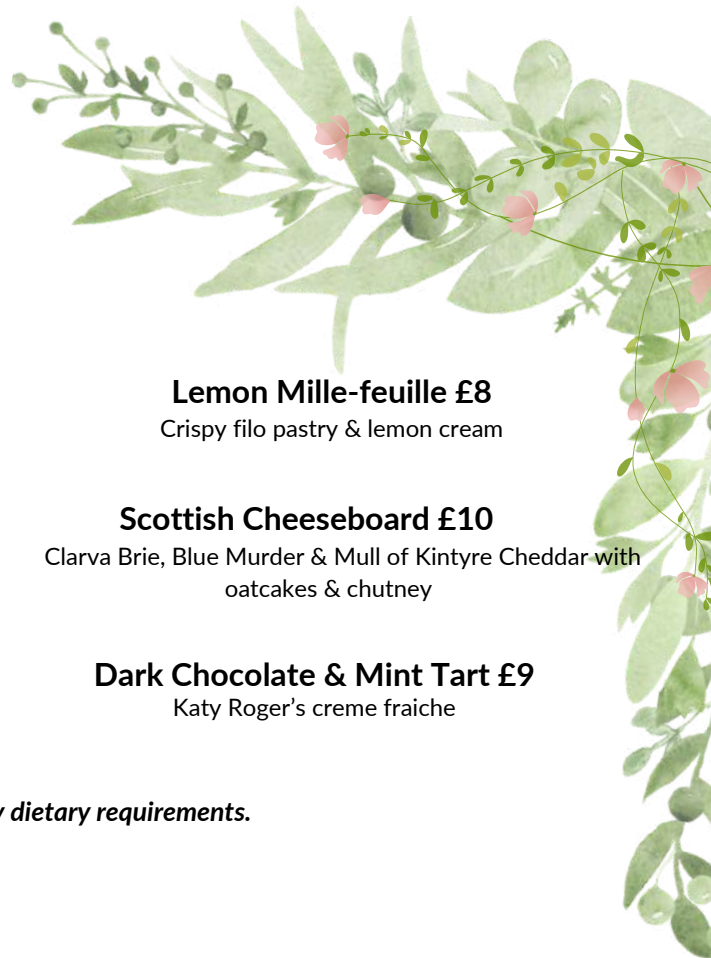 Lemon Mille-feuille £8
Crispy filo pastry & lemon cream
Scottish Cheeseboard £10
Clarva Brie, Blue Murder & Mull of Kintyre Cheddar with
oatcakes & chutney
Dark Chocolate & Mint Tart £9
Katy Roger’s creme fraiche
dietary requirements.